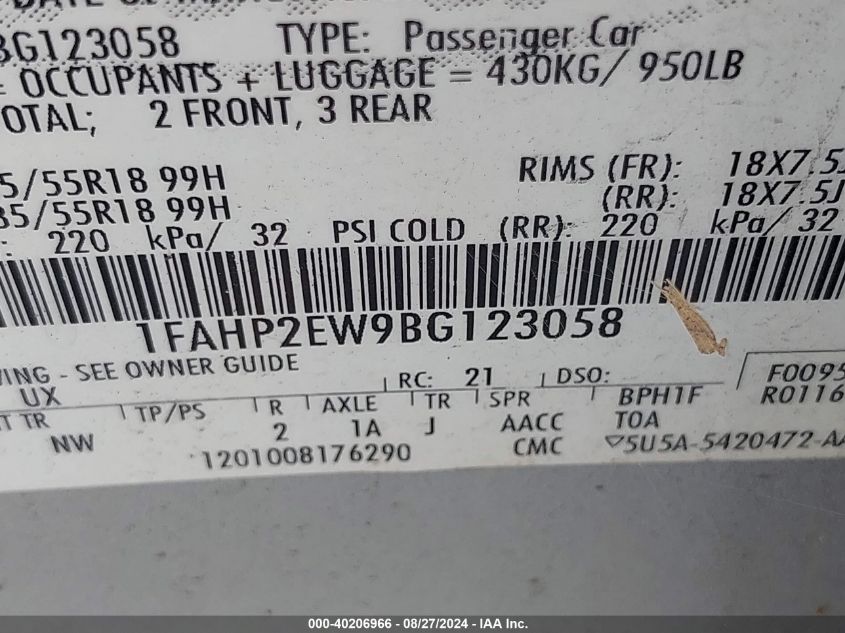 BG123058 TYPE: Passenger Car
= OCCUPANTS + LUGGAGE = 430KG/ 950LB
OTAL; 2 FRONT, 3 REAR
5/55R18 99H RIMS (FR): 18X7.5J
35/55R18 99H (RR): 18X7.5J
: 220 kPa/ 32 PSI COLD (RR): 220 kPa/ 32
1FAHP2EW9BG123058
ING - SEE OWNER GUIDE
UX RC: 21 DSO: F0095
T TR TP/PS R AXLE TR SPR BPH1F R0116
NW 2 1A J AACC TOA
1201008176290 CMC 5U5A-5420472-AA
000-40206966 - 08/27/2024 - IAA Inc.